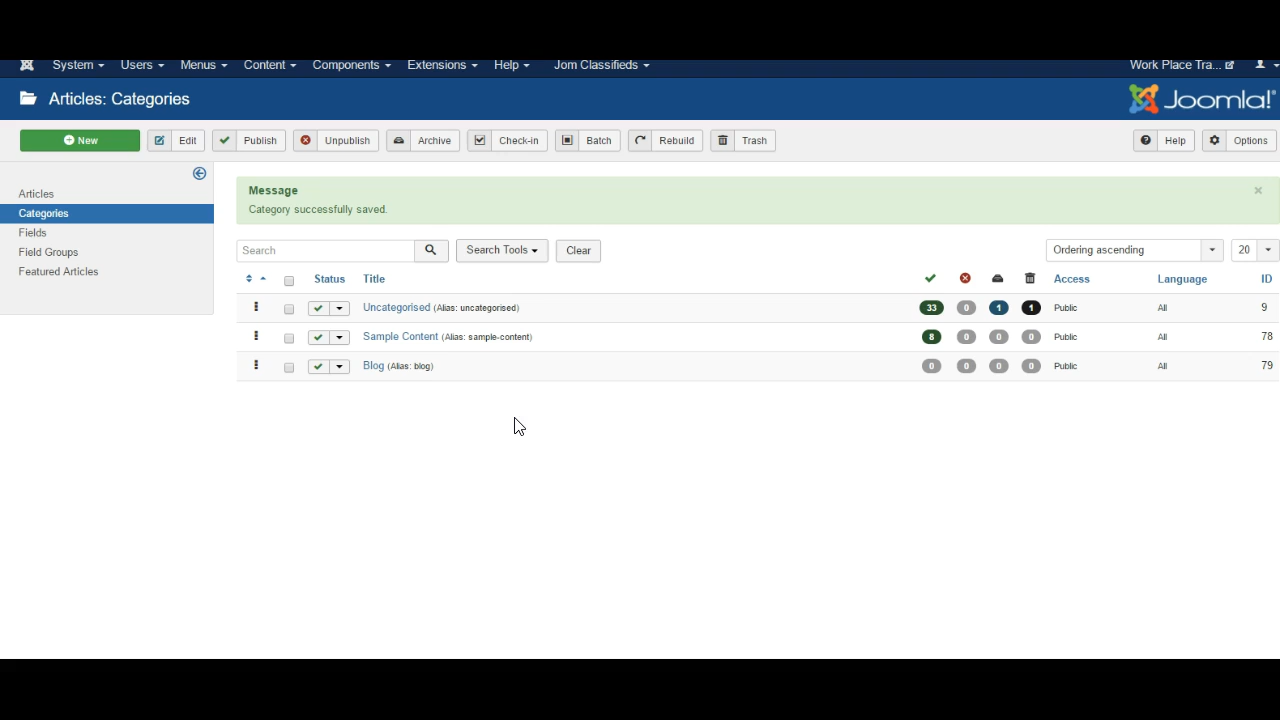 System Users Menus Content Components Extensions Help Jom Classifieds Work Place Tra...
Articles: Categories Joomla!®
New Edit Publish Unpublish Archive Check-in Batch Rebuild Trash Help Options
Articles
Categories
Fields
Field Groups
Featured Articles
Message ×
Category successfully saved.
Search Search Tools Clear Ordering ascending 20
Status Title Access Language ID
Uncategorised (Alias: uncategorised) 33 0 1 1 Public All 9
Sample Content (Alias: sample-content) 8 0 0 0 Public All 78
Blog (Alias: blog) 0 0 0 0 Public All 79